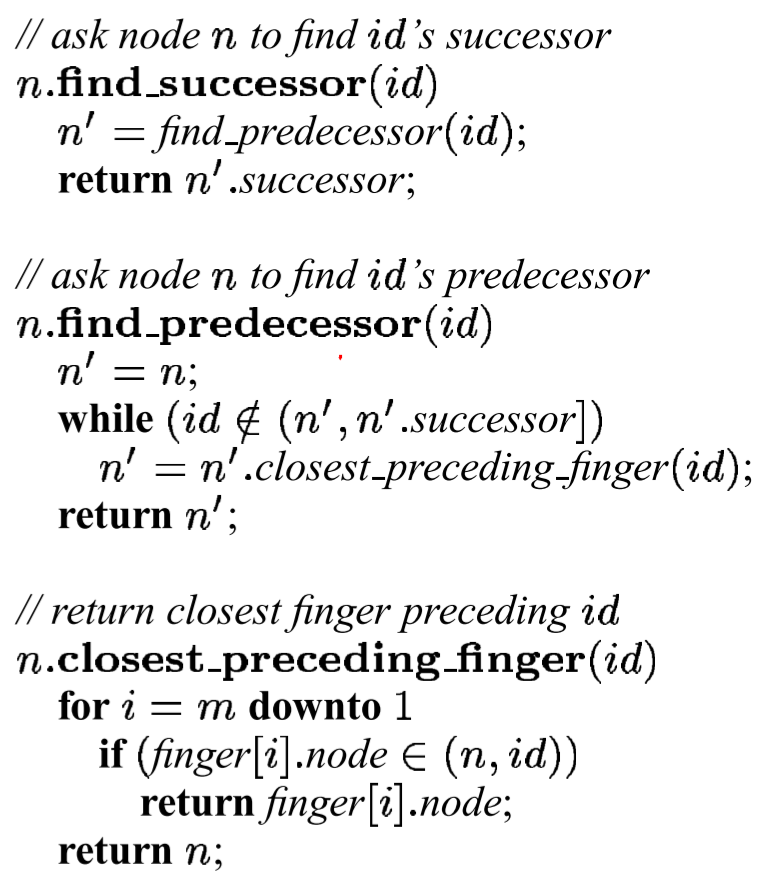 // ask node n to find id's successor
n.find_successor(id)
n′ = find_predecessor(id);
return n′.successor;
// ask node n to find id's predecessor
n.find_predecessor(id)
n′ = n;
while (id ∉ (n′, n′.successor])
n′ = n′.closest_preceding_finger(id);
return n′;
// return closest finger preceding id
n.closest_preceding_finger(id)
for i = m downto 1
if (finger[i].node ∈ (n, id))
return finger[i].node;
return n;